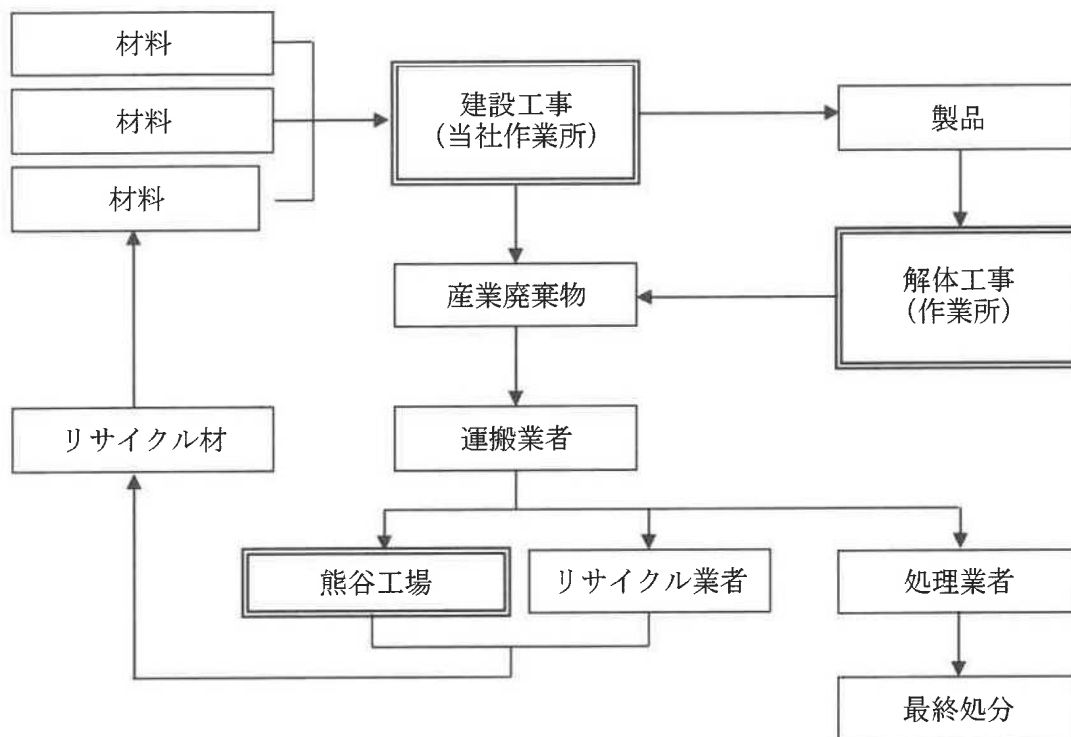 材料
材料
材料
建設工事
(当社作業所)
製品
産業廃棄物
解体工事
(作業所)
リサイクル材
運搬業者
熊谷工場
リサイクル業者
処理業者
最終処分